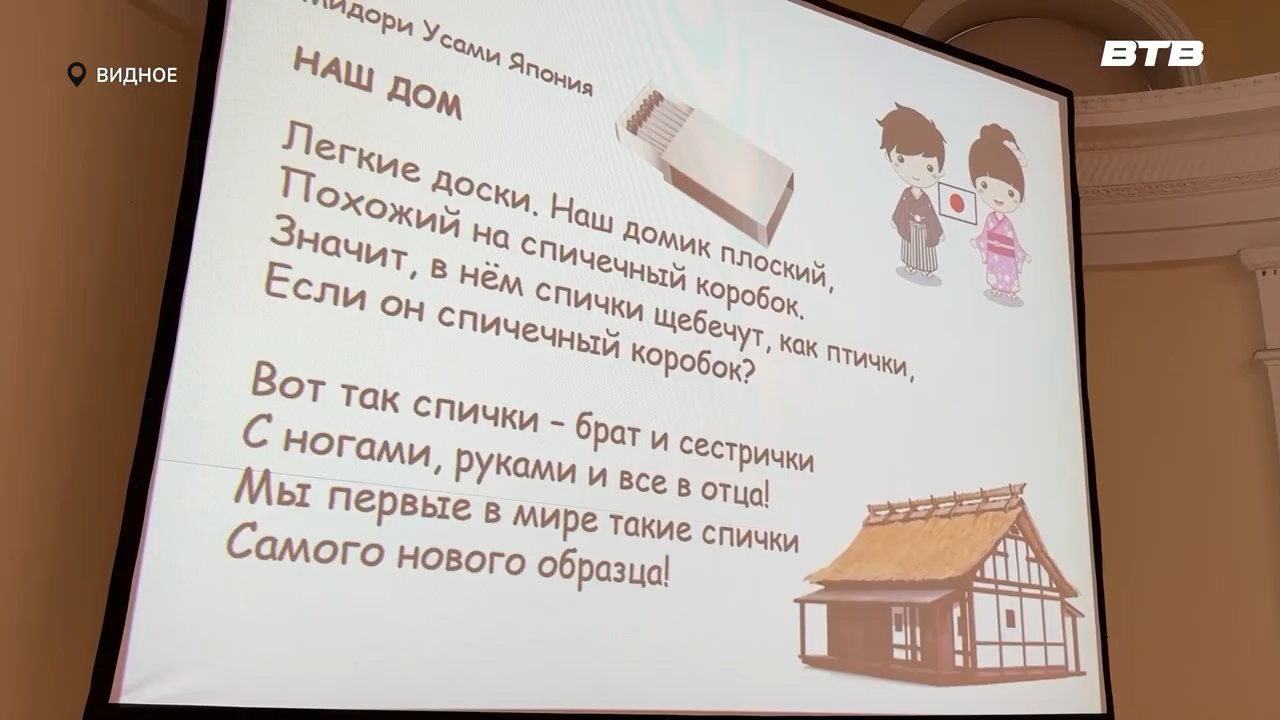 ВИДНОЕ
ВТВ
Мидори Усами Япония
НАШ ДОМ
Легкие доски. Наш домик плоский,
Похожий на спичечный коробок.
Значит, в нём спички щебечут, как птички,
Если он спичечный коробок?
Вот так спички – брат и сестрички
С ногами, руками и все в отца!
Мы первые в мире такие спички
Самого нового образца!